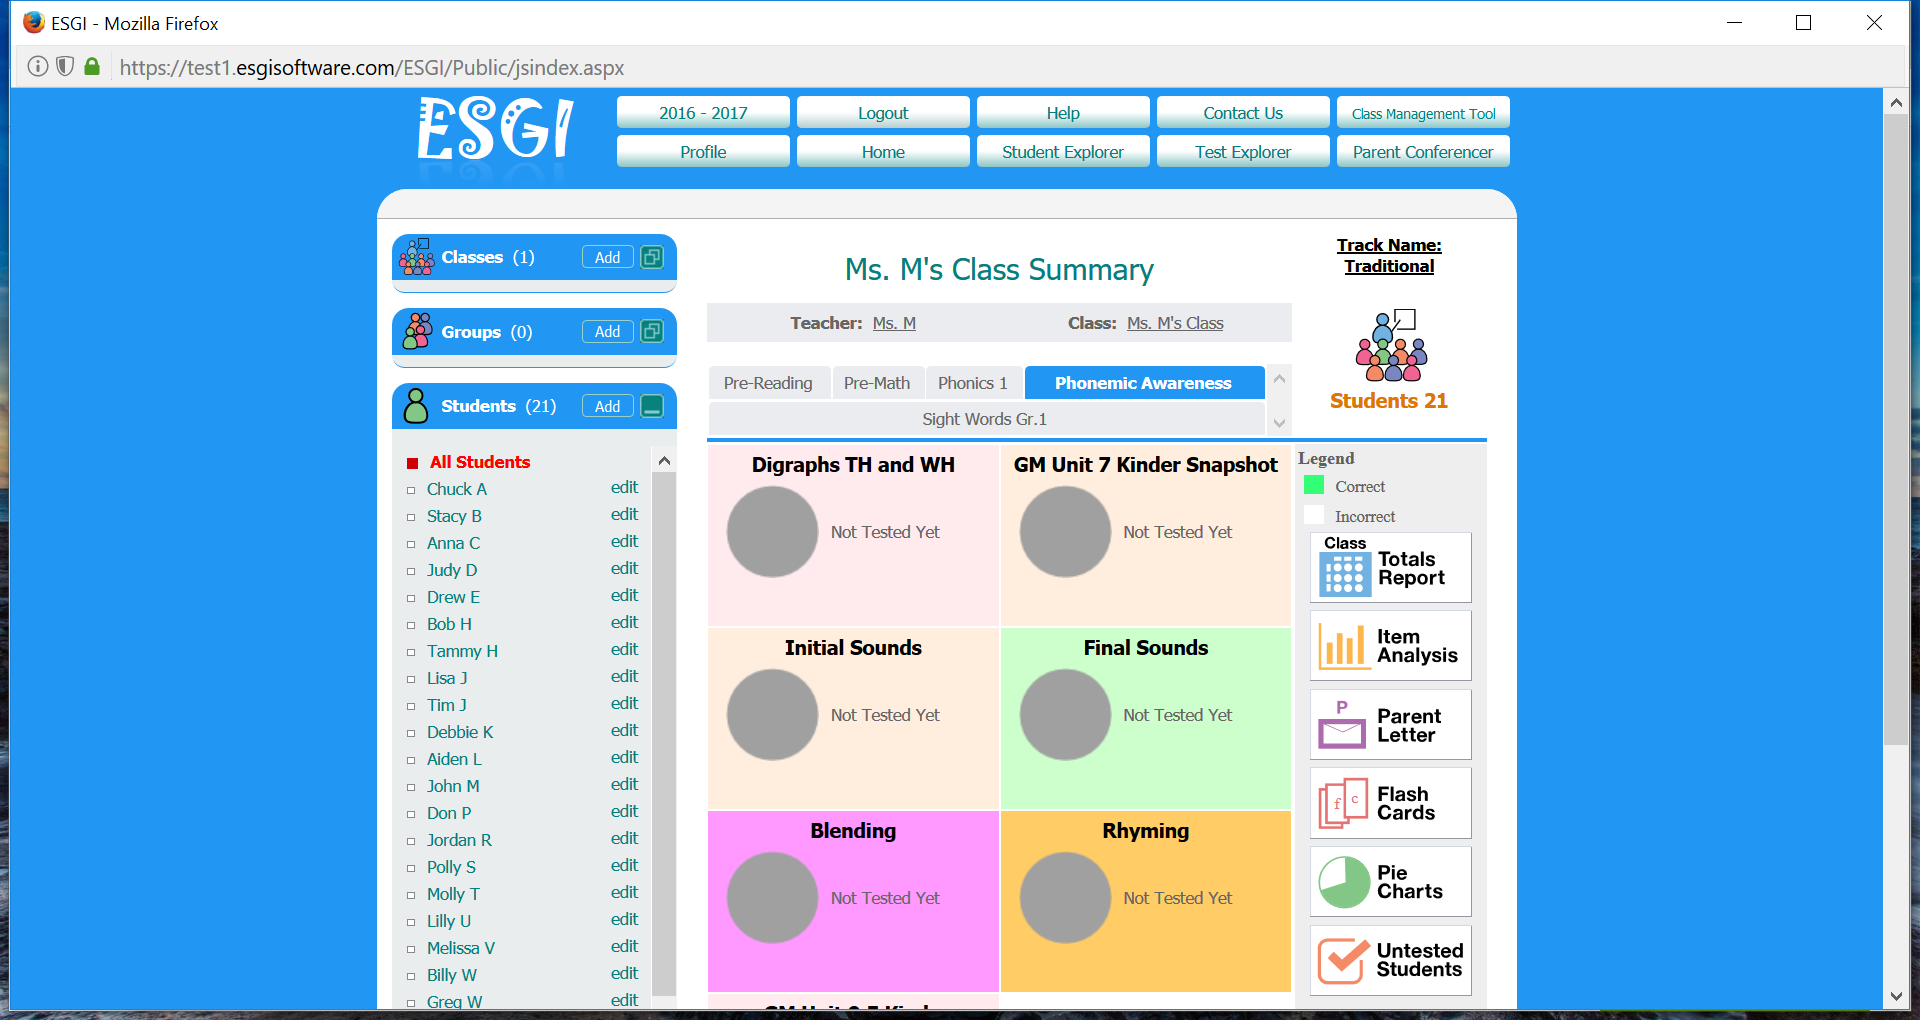 ESGI - Mozilla Firefox
https://test1.esgisoftware.com/ESGI/Public/jsindex.aspx
ESGI
2016 - 2017
Logout
Help
Contact Us
Class Management Tool
Profile
Home
Student Explorer
Test Explorer
Parent Conferencer
Classes (1)
Add
Groups (0)
Add
Students (21)
Add
All Students
Chuck A edit
Stacy B edit
Anna C edit
Judy D edit
Drew E edit
Bob H edit
Tammy H edit
Lisa J edit
Tim J edit
Debbie K edit
Aiden L edit
John M edit
Don P edit
Jordan R edit
Polly S edit
Molly T edit
Lilly U edit
Melissa V edit
Billy W edit
Greg W edit
Ms. M's Class Summary
Teacher: Ms. M
Class: Ms. M's Class
Pre-Reading
Pre-Math
Phonics 1
Phonemic Awareness
Sight Words Gr.1
Digraphs TH and WH
Not Tested Yet
GM Unit 7 Kinder Snapshot
Not Tested Yet
Initial Sounds
Not Tested Yet
Final Sounds
Not Tested Yet
Blending
Not Tested Yet
Rhyming
Not Tested Yet
Track Name:
Traditional
Students 21
Legend
Correct
Incorrect
Class
Totals
Report
Item
Analysis
P
Parent
Letter
f c
Flash
Cards
Pie
Charts
Untested
Students